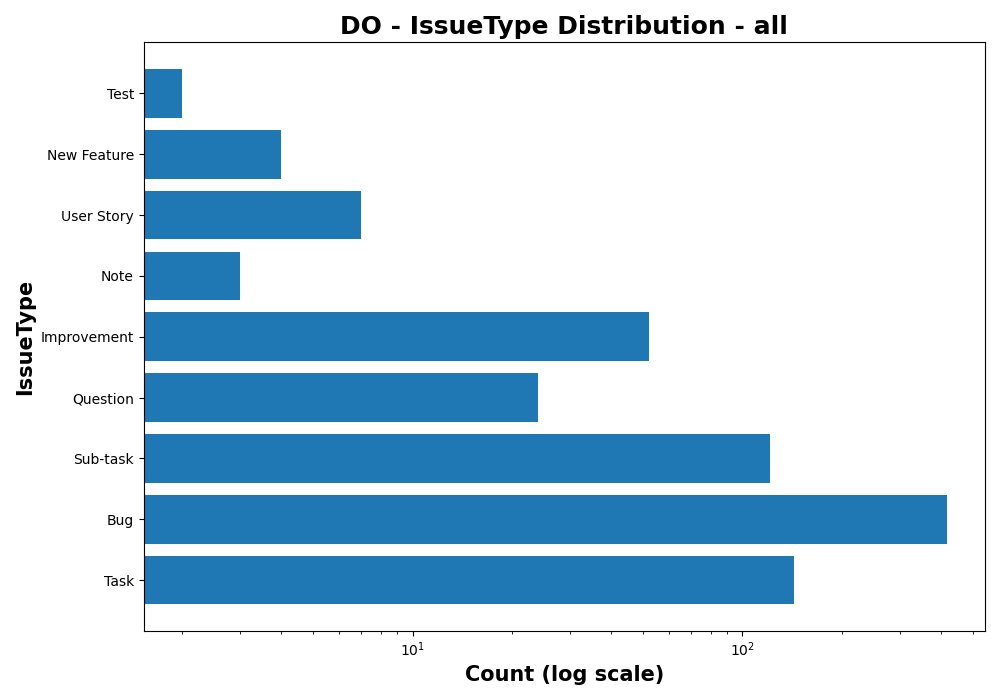 DO - IssueType Distribution - all
IssueType
Test
New Feature
User Story
Note
Improvement
Question
Sub-task
Bug
Task
10¹
10²
Count (log scale)